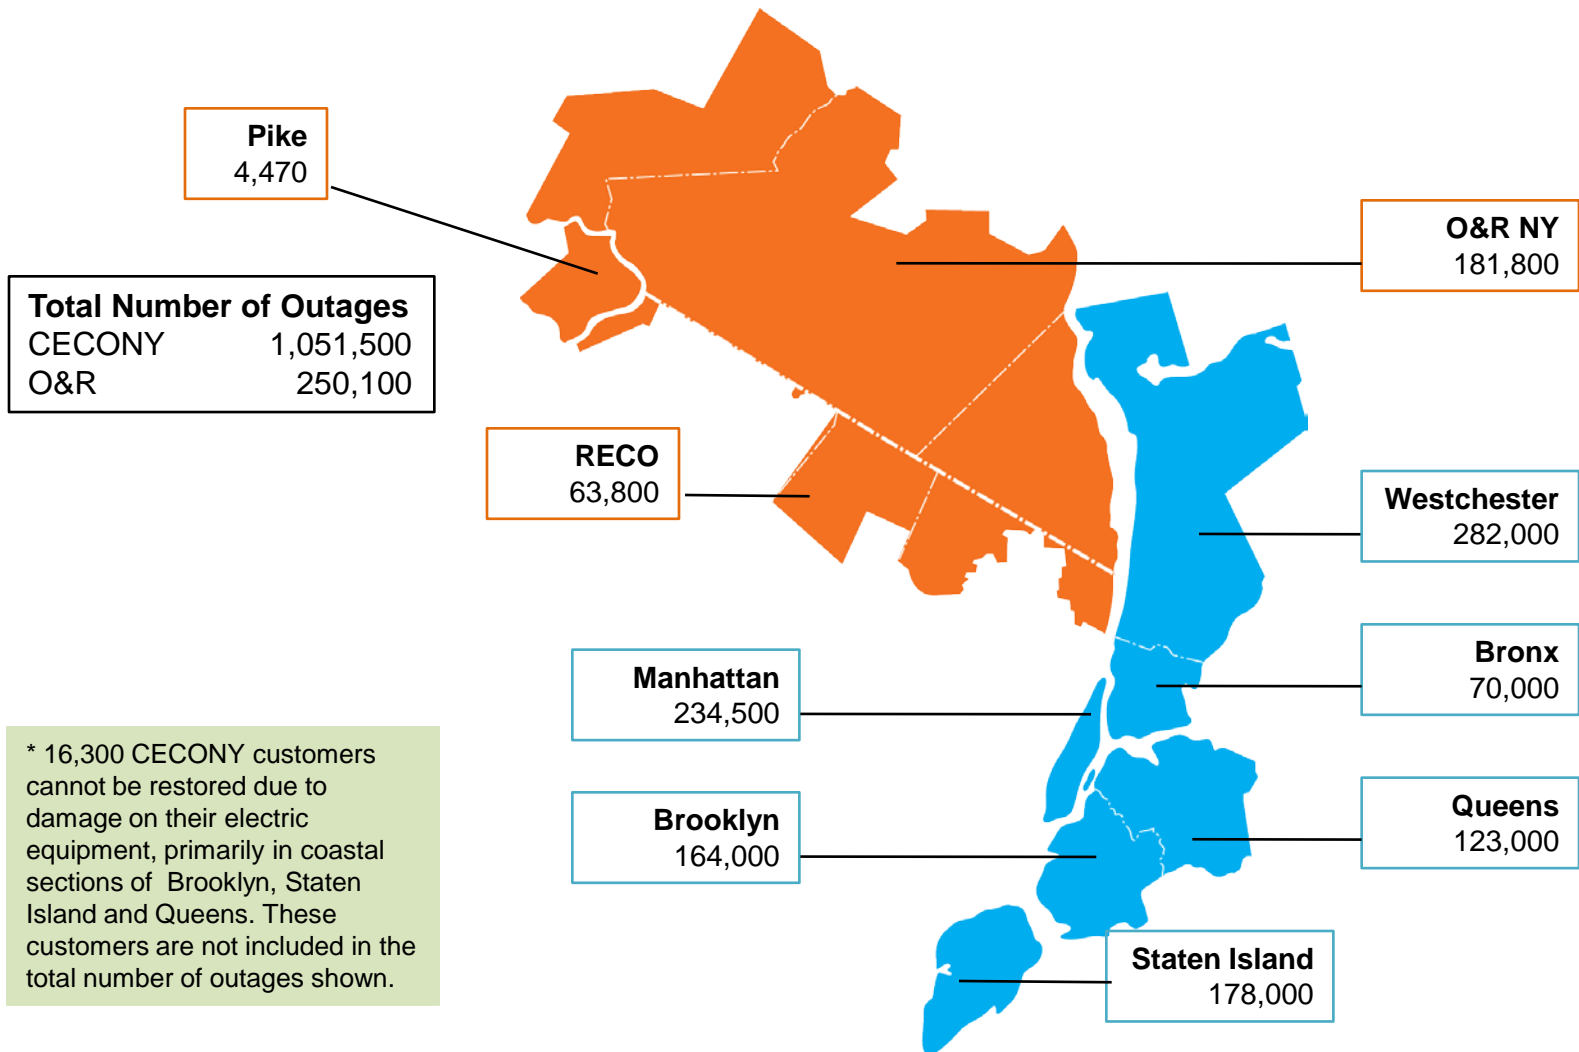 Pike
4,470
O&R NY
181,800
Total Number of Outages
CECONY 1,051,500
O&R 250,100
RECO
63,800
Westchester
282,000
Manhattan
234,500
Bronx
70,000
* 16,300 CECONY customers
cannot be restored due to
damage on their electric
equipment, primarily in coastal
sections of Brooklyn, Staten
Island and Queens. These
customers are not included in the
total number of outages shown.
Brooklyn
164,000
Queens
123,000
Staten Island
178,000